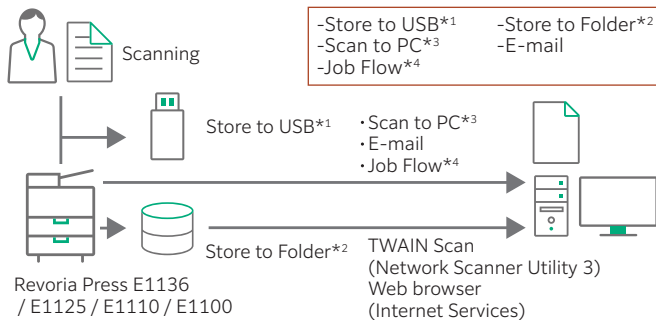 Scanning
-Store to USB*1 -Store to Folder*2
-Scan to PC*3 -E-mail
-Job Flow*4
Store to USB*1
・Scan to PC*3
・E-mail
・Job Flow*4
Store to Folder*2
TWAIN Scan
(Network Scanner Utility 3)
Web browser
(Internet Services)
Revoria Press E1136
/ E1125 / E1110 / E1100